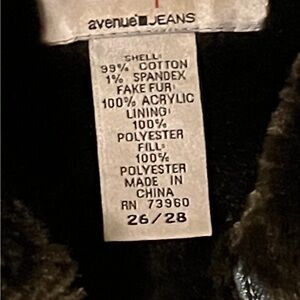 avenue JEANS
SHELL:
99% COTTON
1% SPANDEX
FAKE FUR:
100% ACRYLIC
LINING:
100%
POLYESTER
FILL:
100%
POLYESTER
MADE IN
CHINA
RN 73960
26/28